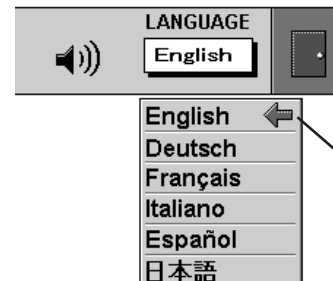 LANGUAGE
English
English
Deutsch
Français
Italiano
Español
日本語